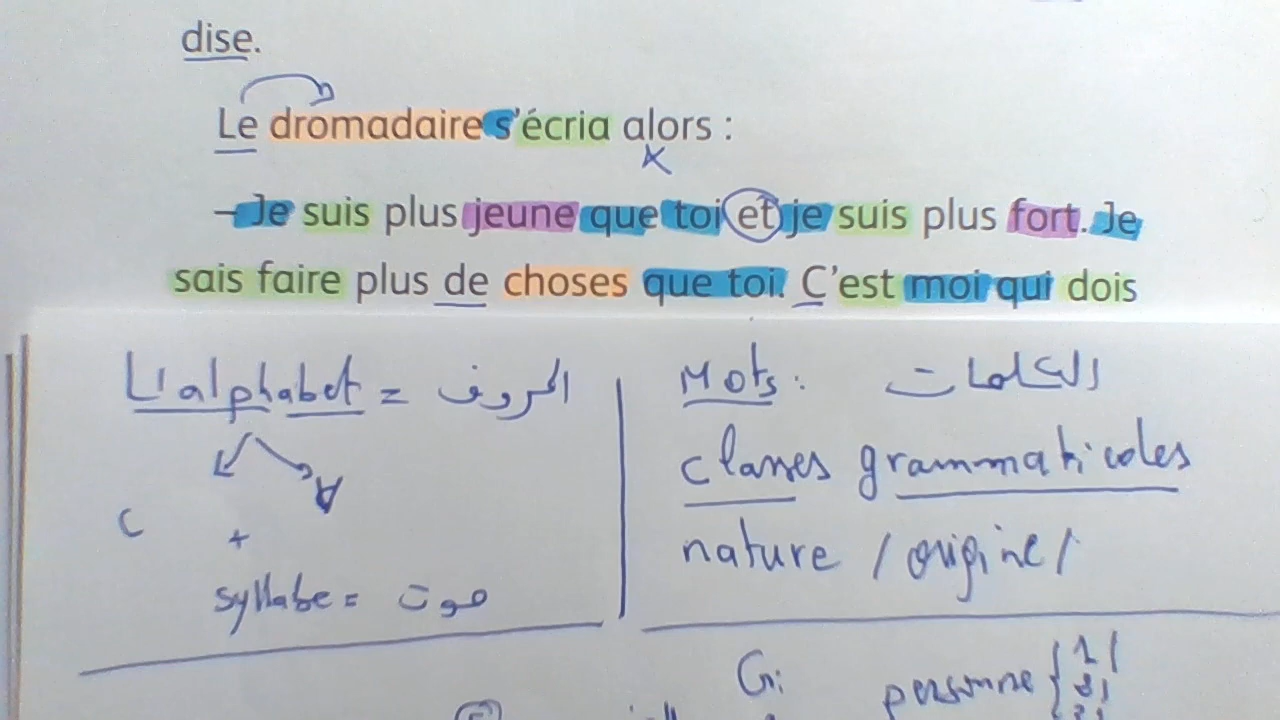 dise.
Le dromadaire s'écria alors :
– Je suis plus jeune que toi et je suis plus fort. Je
sais faire plus de choses que toi. C'est moi qui dois
L'alphabet = الحروف
C A
+
syllabe = صوت
Mots : الكلمات
classes grammaticales
nature / origine /
G:
personne { 1